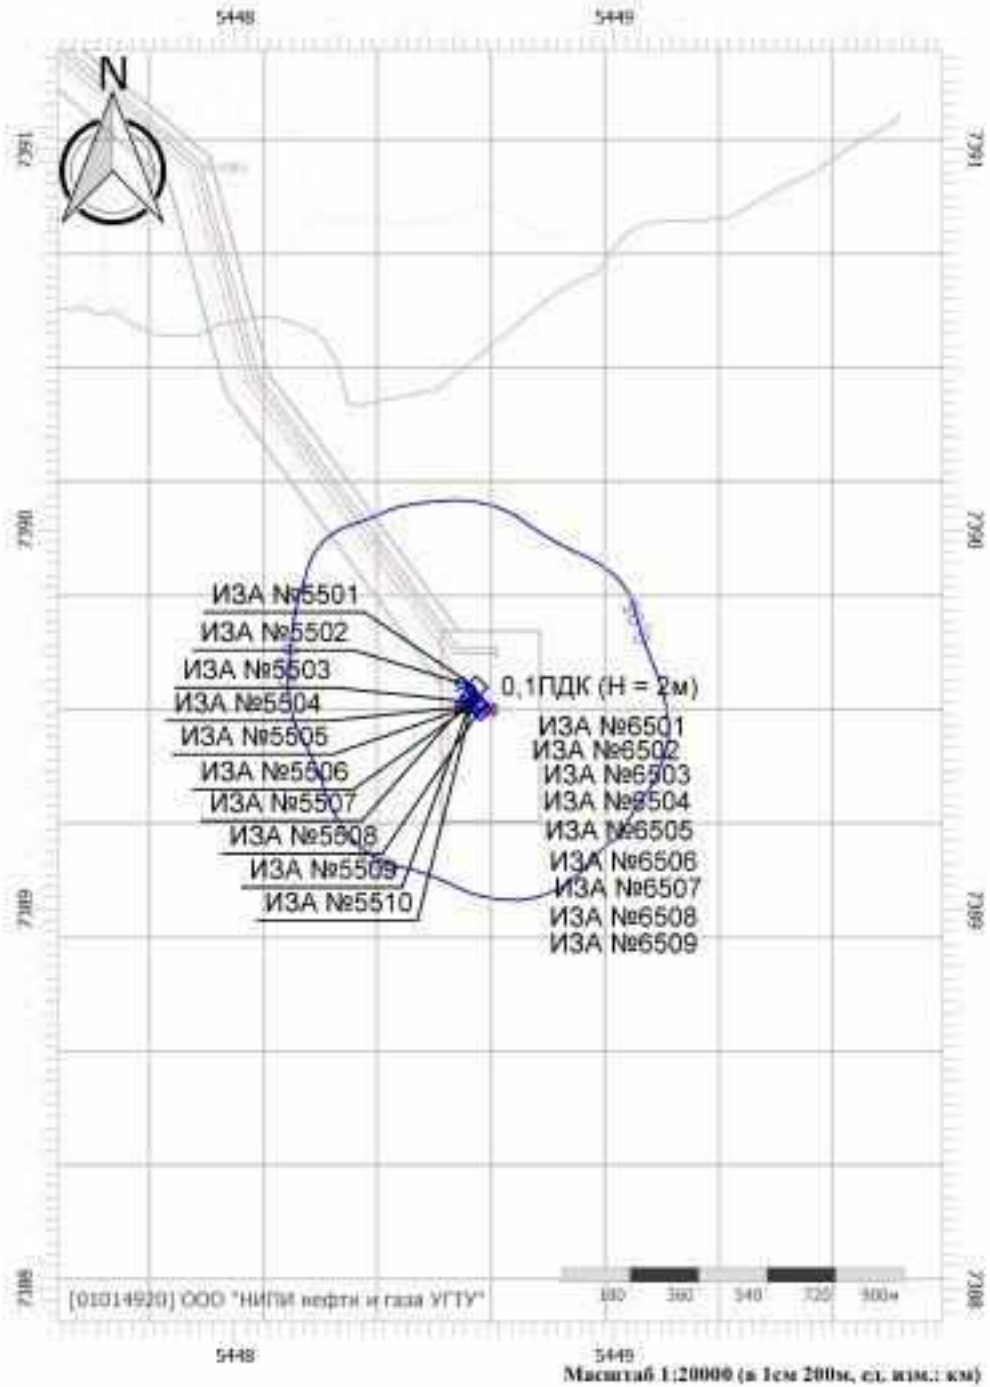 5448 5449
N
7391 7391
7390 7390
ИЗА №5501
ИЗА №5502
ИЗА №5503
ИЗА №5504
ИЗА №5505
ИЗА №5506
ИЗА №5507
ИЗА №5508
ИЗА №5509
ИЗА №5510
0,1ПДК (Н = 2м)
ИЗА №6501
ИЗА №6502
ИЗА №6503
ИЗА №6504
ИЗА №6505
ИЗА №6506
ИЗА №6507
ИЗА №6508
ИЗА №6509
7389 7389
7388 7388
[01014920] ООО "НИПИ нефти и газа УГТУ"
180 360 540 720 900м
5448 5449
Масштаб 1:20000 (в 1см 200м, ед. изм.: км)